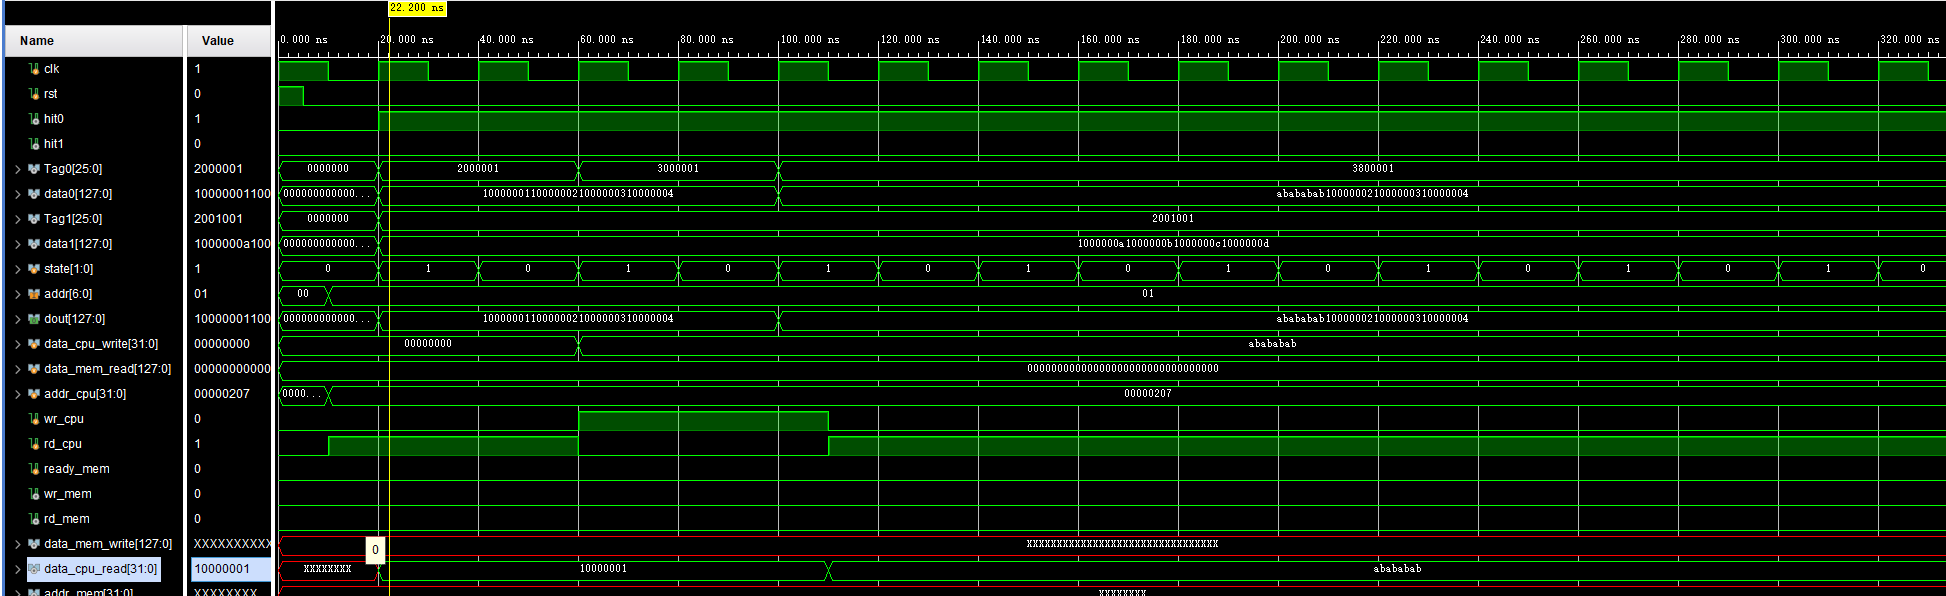 22.200 ns
Name Value
0.000 ns 20.000 ns 40.000 ns 60.000 ns 80.000 ns 100.000 ns 120.000 ns 140.000 ns 160.000 ns 180.000 ns 200.000 ns 220.000 ns 240.000 ns 260.000 ns 280.000 ns 300.000 ns 320.000 ns
clk 1
rst 0
hit0 1
hit1 0
Tag0[25:0] 2000001 0000000 2000001 3000001 3800001
data0[127:0] 10000001100 000000000000... 10000001100000021000000310000004 abababab100000021000000310000004
Tag1[25:0] 2001001 0000000 2001001
data1[127:0] 1000000a100 000000000000... 1000000a1000000b1000000c1000000d
state[1:0] 1 0 1 0 1 0 1 0 1 0 1 0 1 0 1 0 1 0
addr[6:0] 01 00 01
dout[127:0] 10000001100 000000000000... 10000001100000021000000310000004 abababab100000021000000310000004
data_cpu_write[31:0] 00000000 00000000 abababab
data_mem_read[127:0] 00000000000 00000000000000000000000000000000
addr_cpu[31:0] 00000207 0000... 00000207
wr_cpu 0
rd_cpu 1
ready_mem 0
wr_mem 0
rd_mem 0
data_mem_write[127:0] XXXXXXXXXX XXXXXXXXXXXXXXXXXXXXXXXXXXXXXXXX
0
data_cpu_read[31:0] 10000001 XXXXXXXX 10000001 abababab
addr_mem[31:0] XXXXXXXX XXXXXXXX